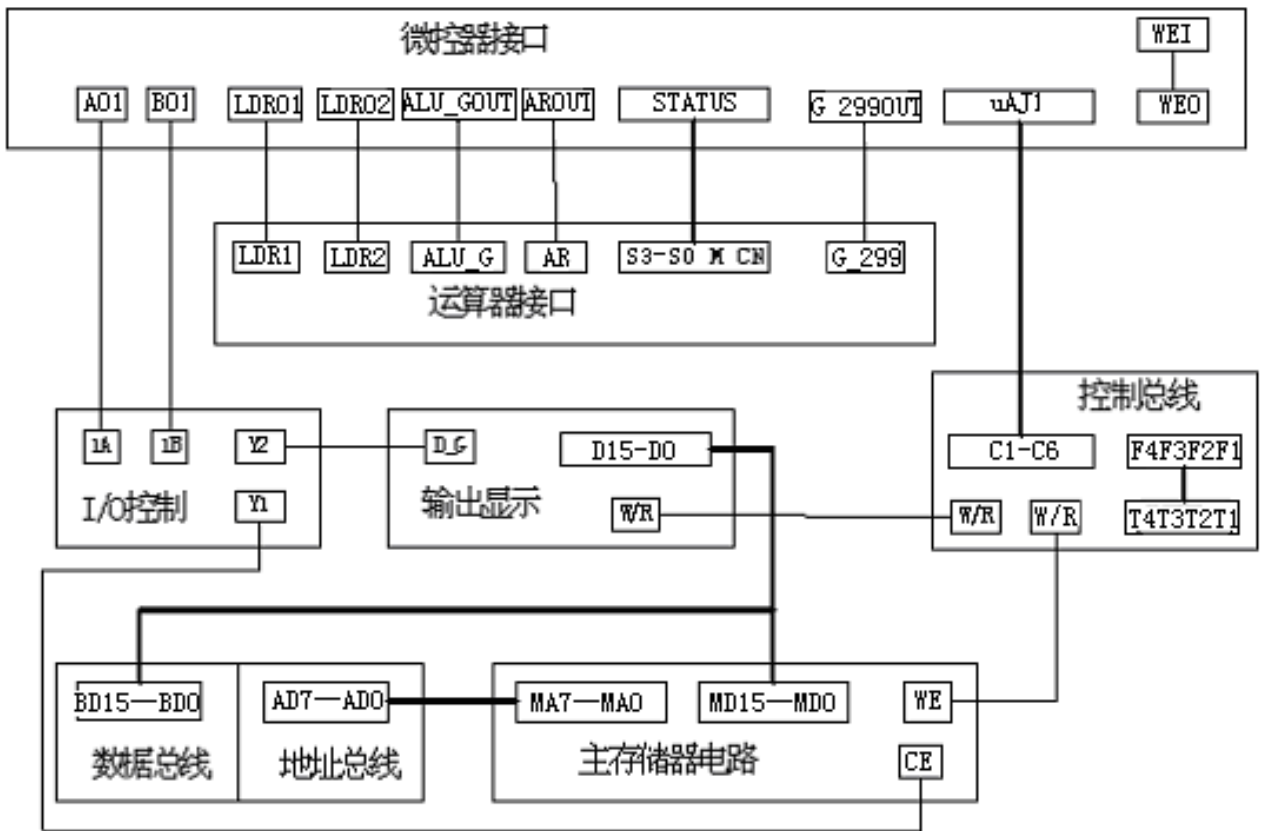 微控器接口
WEI
AO1 BO1 LDRO1 LDRO2 ALU_GOUT AROUT STATUS G_299OUT uAJ1 WEO
LDR1 LDR2 ALU_G AR S3-S0 M CN G_299
运算器接口
控制总线
1A 1B Y2 D_G D15-D0 C1-C6 F4F3F2F1
I/O控制 Y1 输出显示 W/R W/R W/R T4T3T2T1
BD15—BD0 AD7—AD0 MA7—MA0 MD15—MD0 WE
数据总线 地址总线 主存储器电路 CE